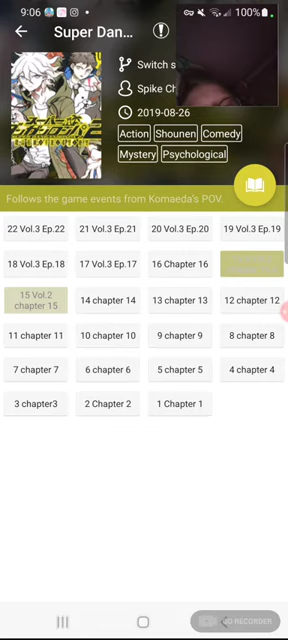 9:06
100%
Super Dan...
Switch s
Spike Ch
2019-08-26
Action Shounen Comedy
Mystery Psychological
Follows the game events from Komaeda's POV.
22 Vol.3 Ep.22 21 Vol.3 Ep.21 20 Vol.3 Ep.20 19 Vol.3 Ep.19
18 Vol.3 Ep.18 17 Vol.3 Ep.17 16 Chapter 16
15 Vol.2
chapter 15 14 chapter 14 13 chapter 13 12 chapter 12
11 chapter 11 10 chapter 10 9 chapter 9 8 chapter 8
7 chapter 7 6 chapter 6 5 chapter 5 4 chapter 4
3 chapter3 2 Chapter 2 1 Chapter 1
RECORDER